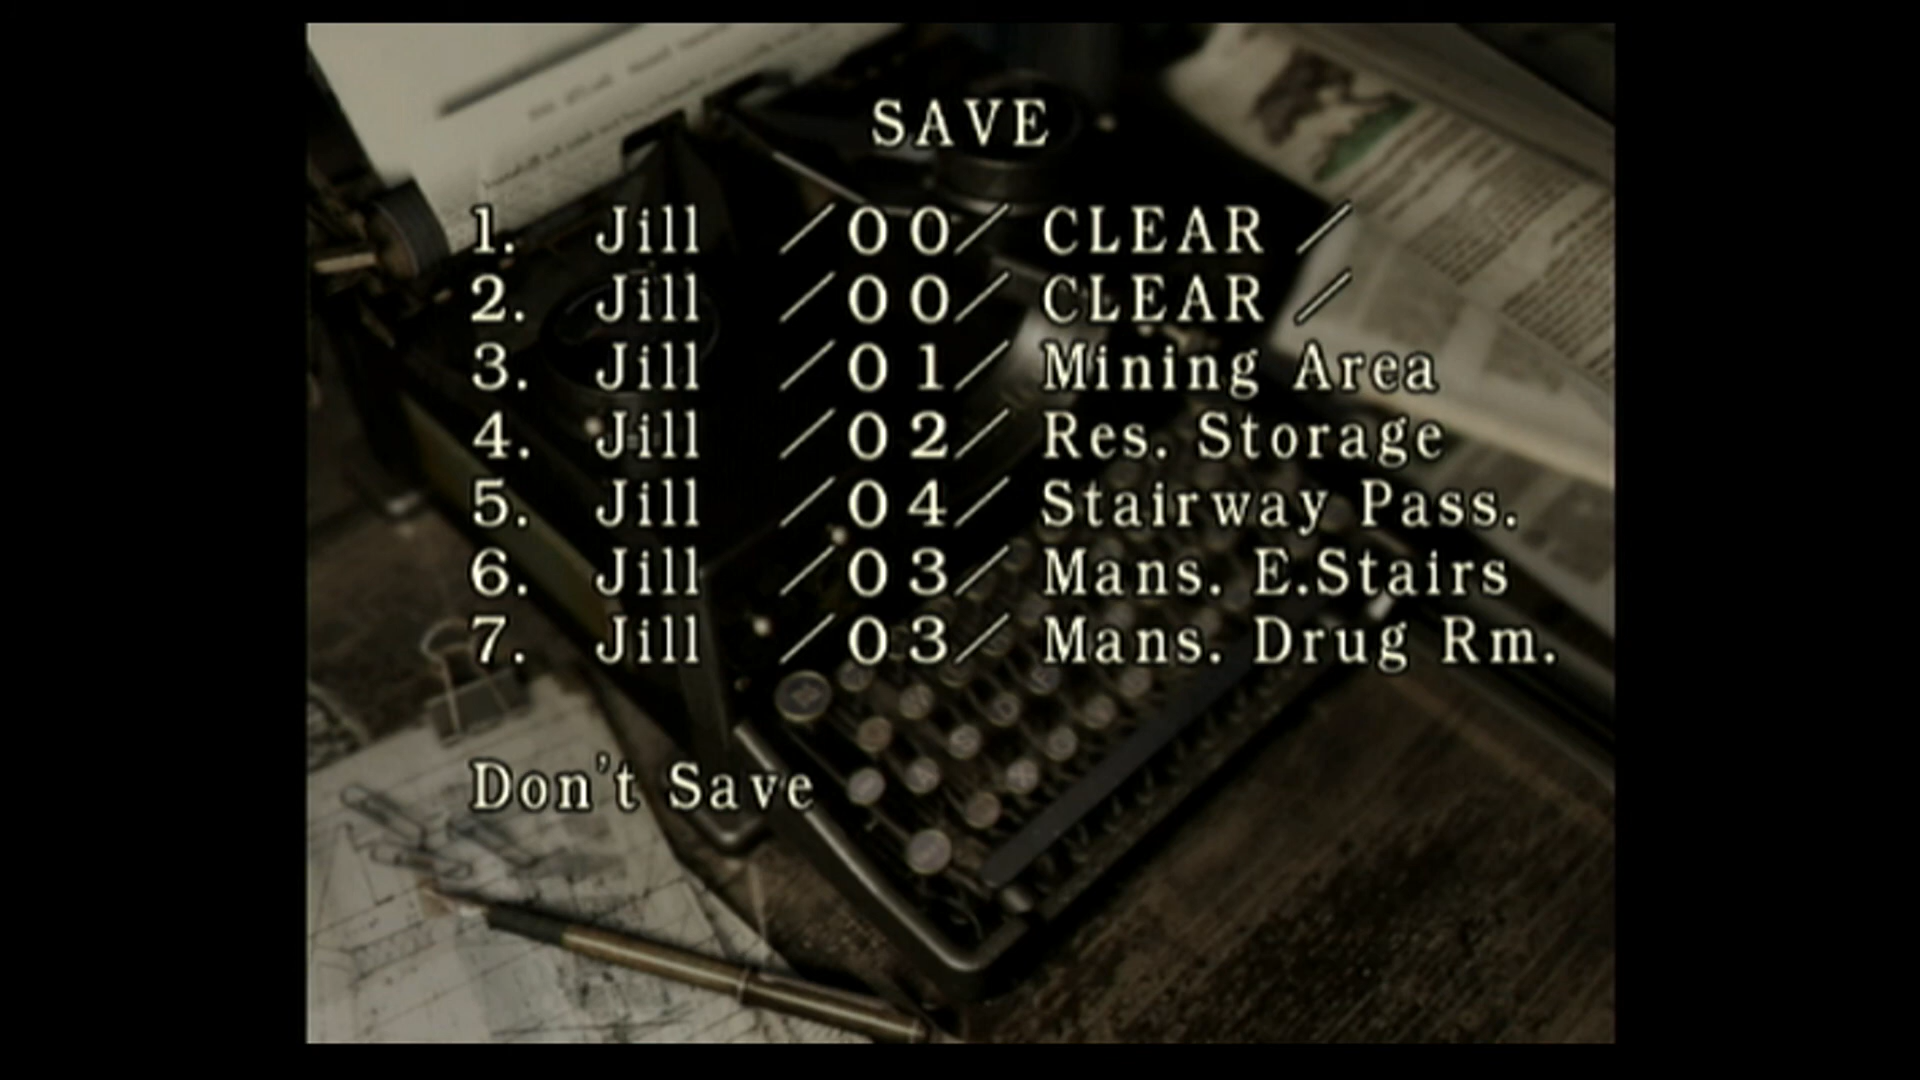 SAVE
1. Jill /00/ CLEAR /
2. Jill /00/ CLEAR /
3. Jill /01/ Mining Area
4. Jill /02/ Res. Storage
5. Jill /04/ Stairway Pass.
6. Jill /03/ Mans. E.Stairs
7. Jill /03/ Mans. Drug Rm.
Don't Save